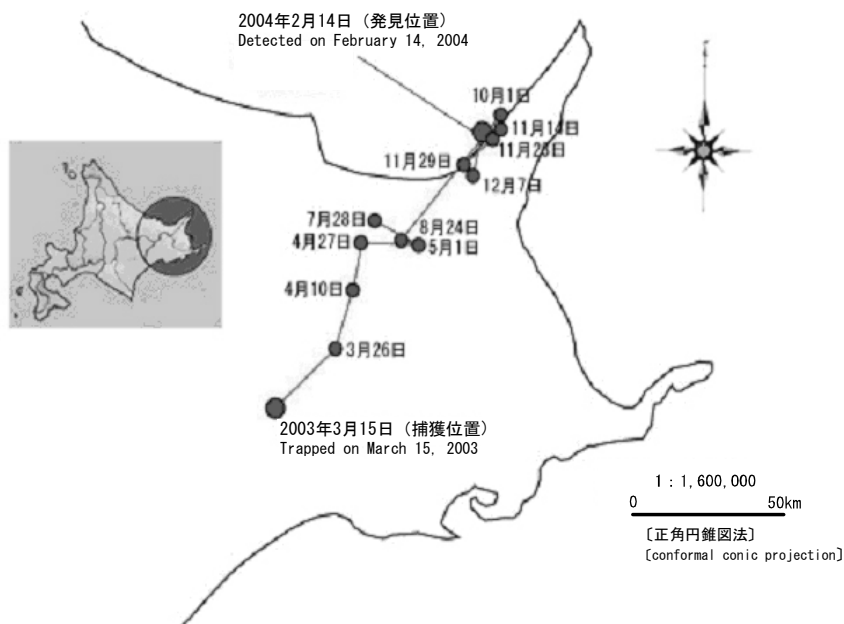 2004年2月14日（発見位置）
Detected on February 14, 2004
10月1日
11月14日
11月23日
11月29日
12月7日
7月28日
8月24日
4月27日
5月1日
4月10日
3月26日
2003年3月15日（捕獲位置）
Trapped on March 15, 2003
1：1,600,000
0 50km
〔正角円錐図法〕
〔conformal conic projection〕